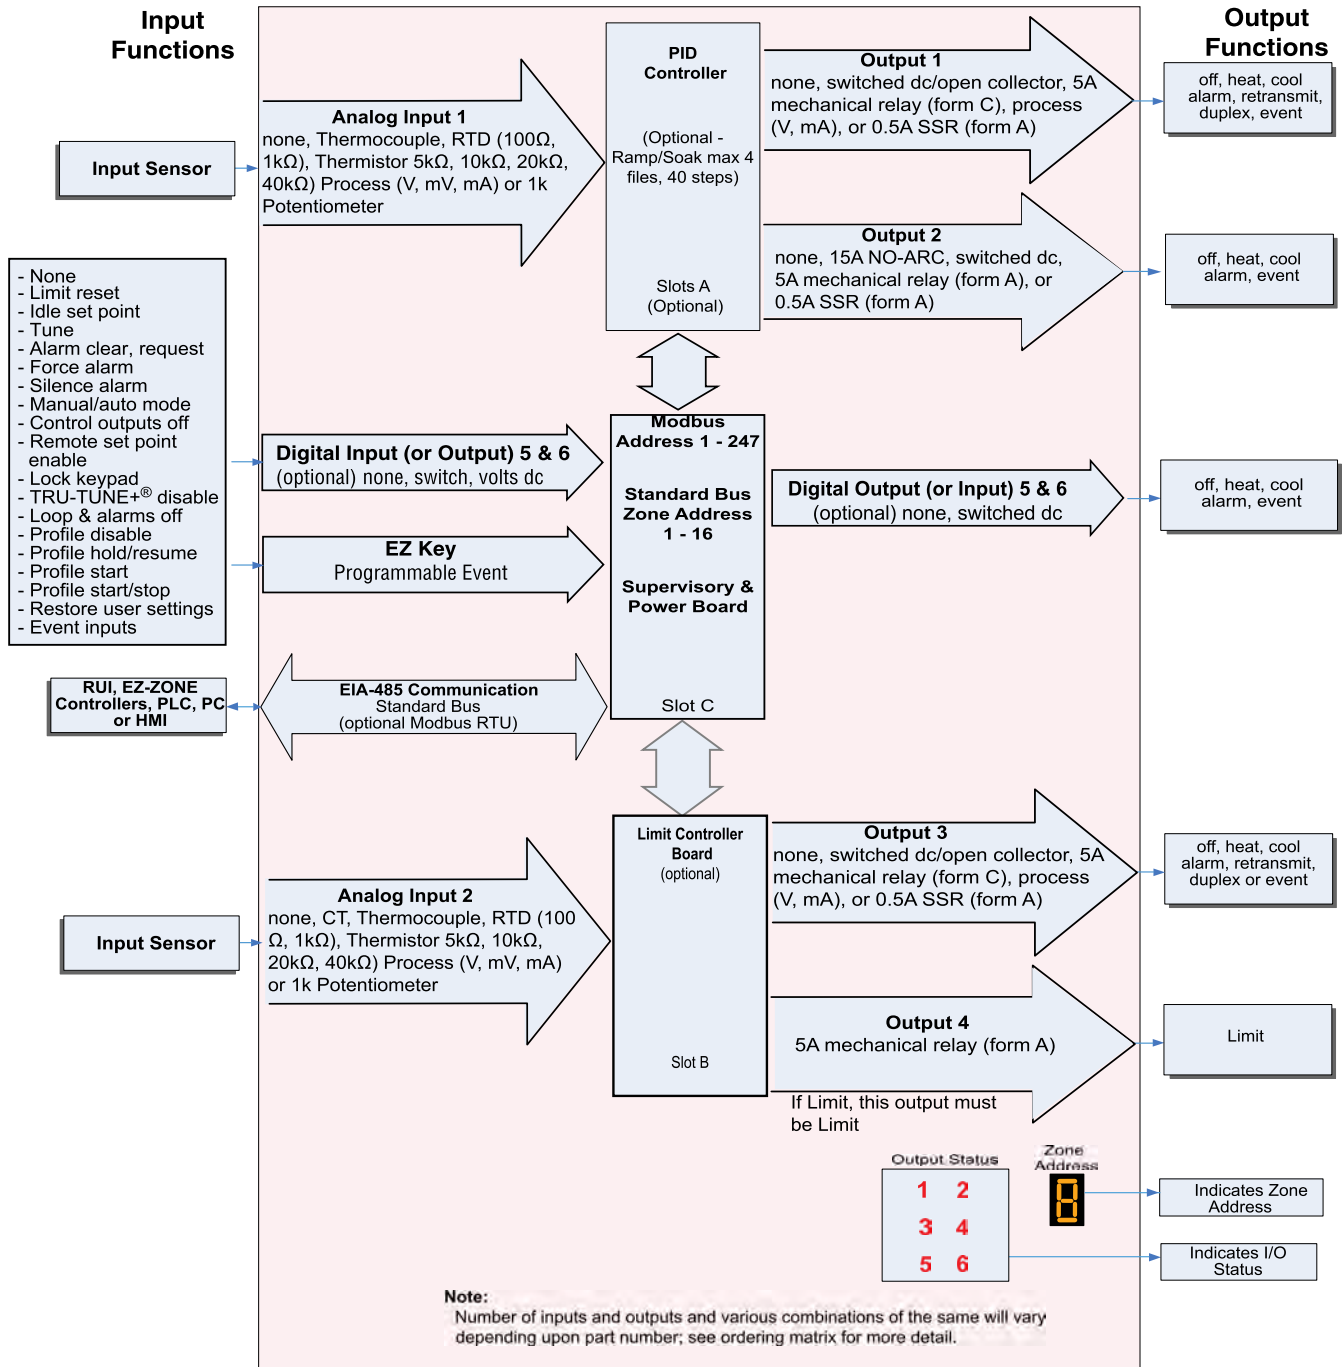 Input
Functions
Output
Functions
Input Sensor
Analog Input 1
none, Thermocouple, RTD (100Ω,
1kΩ), Thermistor 5kΩ, 10kΩ, 20kΩ,
40kΩ) Process (V, mV, mA) or 1k
Potentiometer
PID
Controller
(Optional -
Ramp/Soak max 4
files, 40 steps)
Slots A
(Optional)
Output 1
none, switched dc/open collector, 5A
mechanical relay (form C), process
(V, mA), or 0.5A SSR (form A)
off, heat, cool
alarm, retransmit,
duplex, event
Output 2
none, 15A NO-ARC, switched dc,
5A mechanical relay (form A), or
0.5A SSR (form A)
off, heat, cool
alarm, event
- None
- Limit reset
- Idle set point
- Tune
- Alarm clear, request
- Force alarm
- Silence alarm
- Manual/auto mode
- Control outputs off
- Remote set point
enable
- Lock keypad
- TRU-TUNE+® disable
- Loop & alarms off
- Profile disable
- Profile hold/resume
- Profile start
- Profile start/stop
- Restore user settings
- Event inputs
Digital Input (or Output) 5 & 6
(optional) none, switch, volts dc
EZ Key
Programmable Event
Modbus
Address 1 - 247
Standard Bus
Zone Address
1 - 16
Supervisory &
Power Board
Slot C
Digital Output (or Input) 5 & 6
(optional) none, switched dc
off, heat, cool
alarm, event
RUI, EZ-ZONE
Controllers, PLC, PC
or HMI
EIA-485 Communication
Standard Bus
(optional Modbus RTU)
Input Sensor
Analog Input 2
none, CT, Thermocouple, RTD (100
Ω, 1kΩ), Thermistor 5kΩ, 10kΩ,
20kΩ, 40kΩ) Process (V, mV, mA)
or 1k Potentiometer
Limit Controller
Board
(optional)
Slot B
Output 3
none, switched dc/open collector, 5A
mechanical relay (form C), process
(V, mA), or 0.5A SSR (form A)
off, heat, cool
alarm, retransmit,
duplex or event
Output 4
5A mechanical relay (form A)
If Limit, this output must
be Limit
Limit
Output Status
1 2
3 4
5 6
Zone
Address
8
Indicates Zone
Address
Indicates I/O
Status
Note:
Number of inputs and outputs and various combinations of the same will vary
depending upon part number; see ordering matrix for more detail.